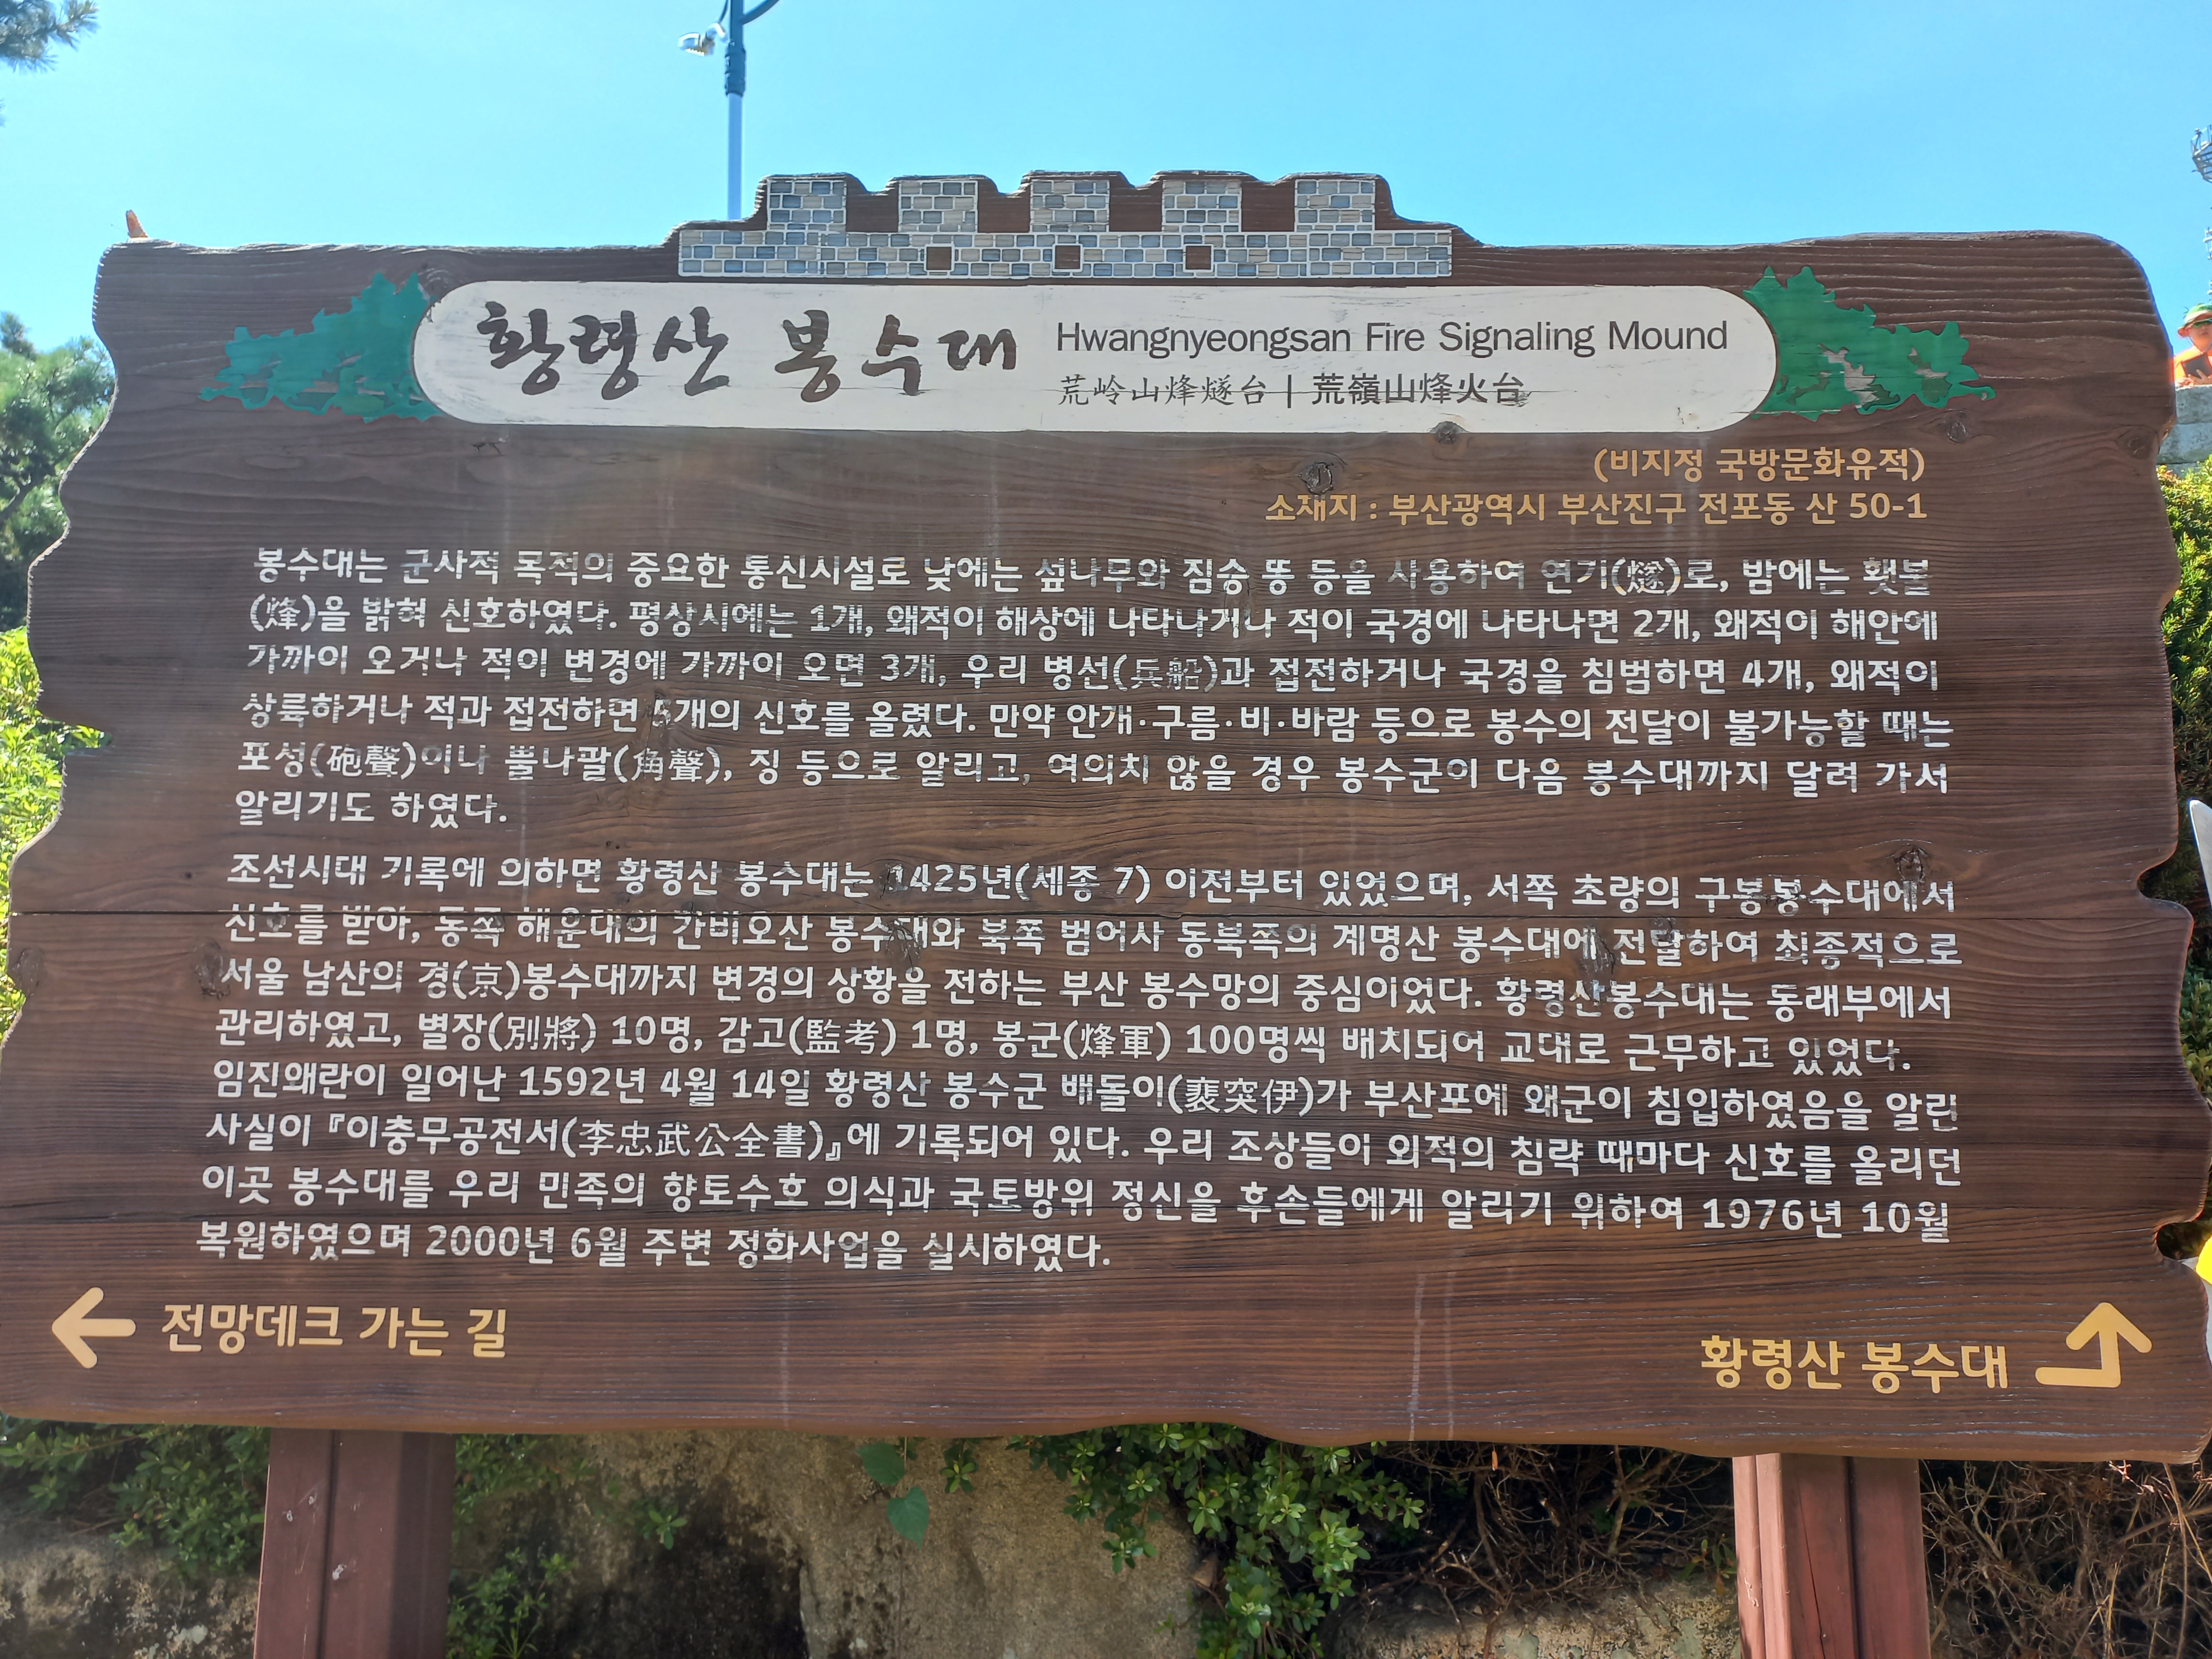 황령산 봉수대
Hwangnyeongsan Fire Signaling Mound
荒岭山烽燧台 | 荒嶺山烽火台
(비지정 국방문화유적)
소재지 : 부산광역시 부산진구 전포동 산 50-1
봉수대는 군사적 목적의 중요한 통신시설로 낮에는 섶나무와 짐승 똥 등을 사용하여 연기(燧)로, 밤에는 횃불
(烽)을 밝혀 신호하였다. 평상시에는 1개, 왜적이 해상에 나타나거나 적이 국경에 나타나면 2개, 왜적이 해안에
가까이 오거나 적이 변경에 가까이 오면 3개, 우리 병선(兵船)과 접전하거나 국경을 침범하면 4개, 왜적이
상륙하거나 적과 접전하면 5개의 신호를 올렸다. 만약 안개·구름·비·바람 등으로 봉수의 전달이 불가능할 때는
포성(砲聲)이나 뿔나팔(角聲), 징 등으로 알리고, 여의치 않을 경우 봉수군이 다음 봉수대까지 달려 가서
알리기도 하였다.
조선시대 기록에 의하면 황령산 봉수대는 1425년(세종 7) 이전부터 있었으며, 서쪽 초량의 구봉봉수대에서
신호를 받아, 동쪽 해운대의 간비오산 봉수대와 북쪽 범어사 동북쪽의 계명산 봉수대에 전달하여 최종적으로
서울 남산의 경(京)봉수대까지 변경의 상황을 전하는 부산 봉수망의 중심이었다. 황령산봉수대는 동래부에서
관리하였고, 별장(別將) 10명, 감고(監考) 1명, 봉군(烽軍) 100명씩 배치되어 교대로 근무하고 있었다.
임진왜란이 일어난 1592년 4월 14일 황령산 봉수군 배돌이(裵突伊)가 부산포에 왜군이 침입하였음을 알린
사실이 『이충무공전서(李忠武公全書)』에 기록되어 있다. 우리 조상들이 외적의 침략 때마다 신호를 올리던
이곳 봉수대를 우리 민족의 향토수호 의식과 국토방위 정신을 후손들에게 알리기 위하여 1976년 10월
복원하였으며 2000년 6월 주변 정화사업을 실시하였다.
← 전망데크 가는 길
황령산 봉수대